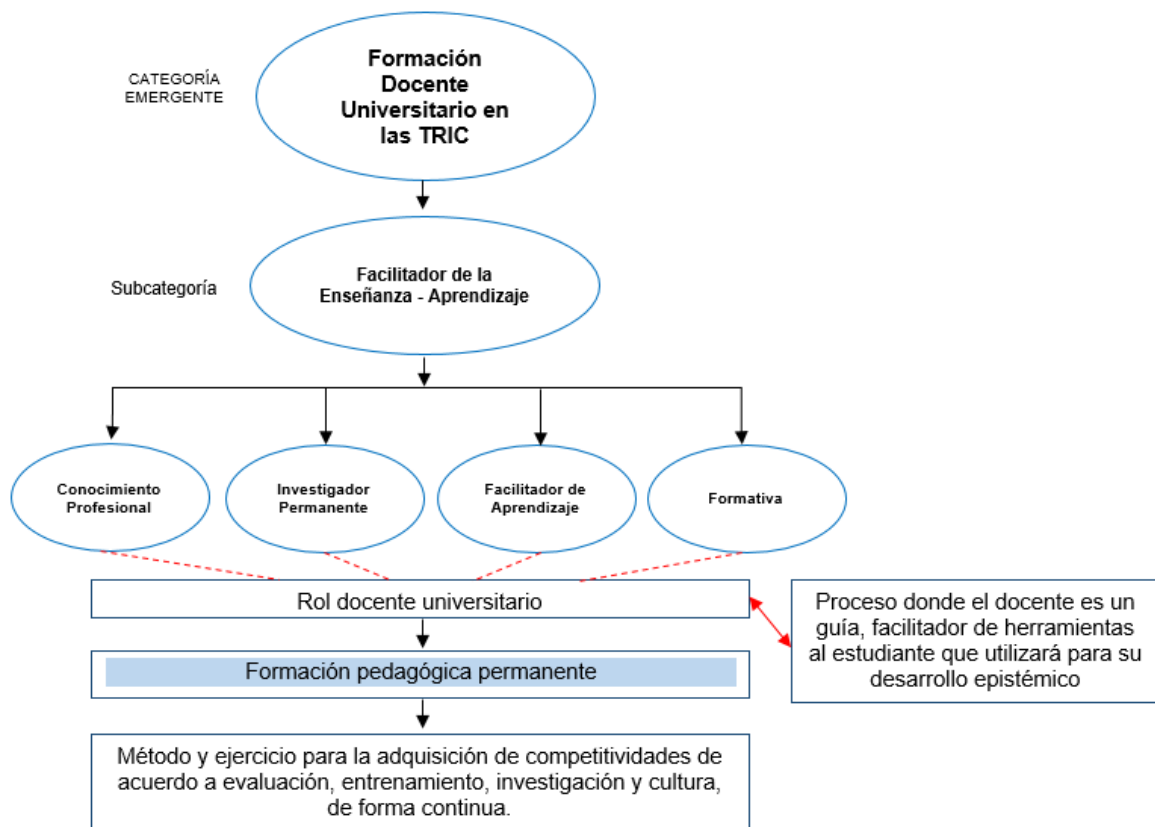 CATEGORÍA
EMERGENTE
Formación
Docente
Universitario en
las TRIC
Subcategoría
Facilitador de la
Enseñanza - Aprendizaje
Conocimiento
Profesional
Investigador
Permanente
Facilitador de
Aprendizaje
Formativa
Rol docente universitario
Proceso donde el docente es un
guía, facilitador de herramientas
al estudiante que utilizará para su
desarrollo epistémico
Formación pedagógica permanente
Método y ejercicio para la adquisición de competitividades de
acuerdo a evaluación, entrenamiento, investigación y cultura,
de forma continua.